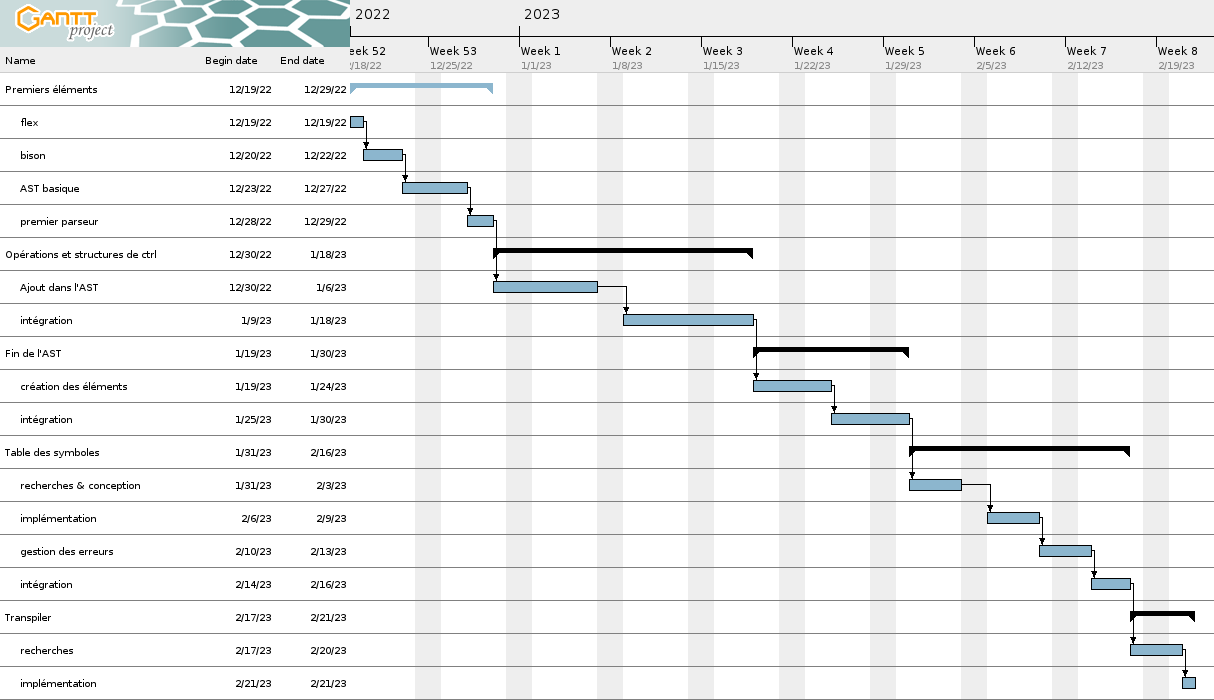 GANTT project
2022 2023
eek 52 Week 53 Week 1 Week 2 Week 3 Week 4 Week 5 Week 6 Week 7 Week 8
Name Begin date End date /18/22 12/25/22 1/1/23 1/8/23 1/15/23 1/22/23 1/29/23 2/5/23 2/12/23 2/19/23
Premiers éléments 12/19/22 12/29/22
flex 12/19/22 12/19/22
bison 12/20/22 12/22/22
AST basique 12/23/22 12/27/22
premier parseur 12/28/22 12/29/22
Opérations et structures de ctrl 12/30/22 1/18/23
Ajout dans l'AST 12/30/22 1/6/23
intégration 1/9/23 1/18/23
Fin de l'AST 1/19/23 1/30/23
création des éléments 1/19/23 1/24/23
intégration 1/25/23 1/30/23
Table des symboles 1/31/23 2/16/23
recherches & conception 1/31/23 2/3/23
implémentation 2/6/23 2/9/23
gestion des erreurs 2/10/23 2/13/23
intégration 2/14/23 2/16/23
Transpiler 2/17/23 2/21/23
recherches 2/17/23 2/20/23
implémentation 2/21/23 2/21/23